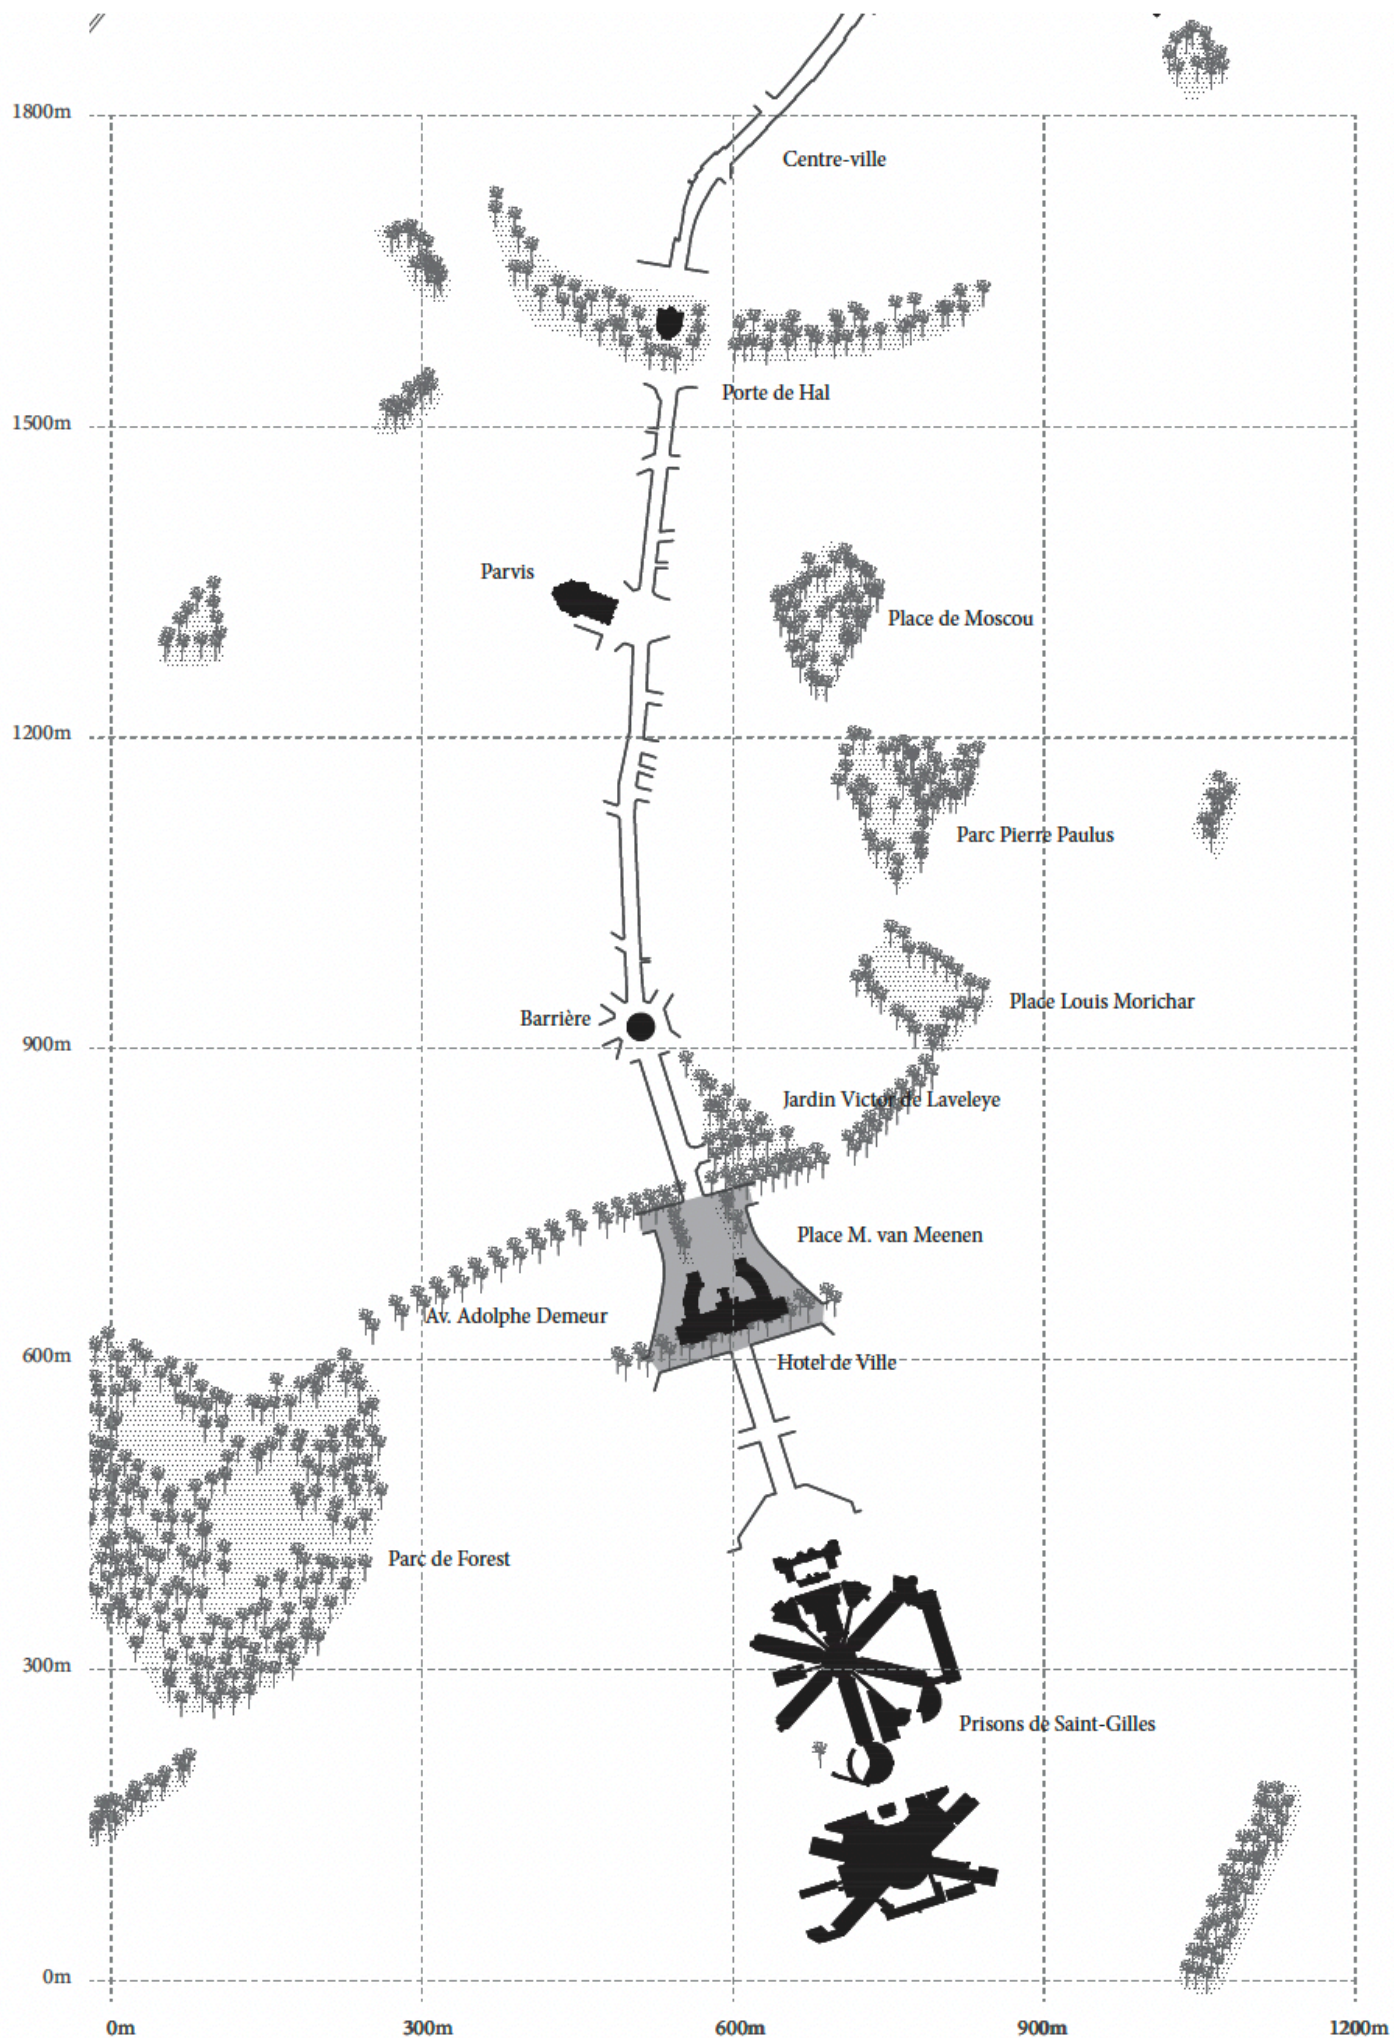 1800m
Centre-ville
Porte de Hal
1500m
Parvis
Place de Moscou
1200m
Parc Pierre Paulus
Place Louis Morichar
Barrière
900m
Jardin Victor de Laveleye
Place M. van Meenen
Av. Adolphe Demeur
600m
Hotel de Ville
Parc de Forest
300m
Prisons de Saint-Gilles
0m
0m 300m 600m 900m 1200m